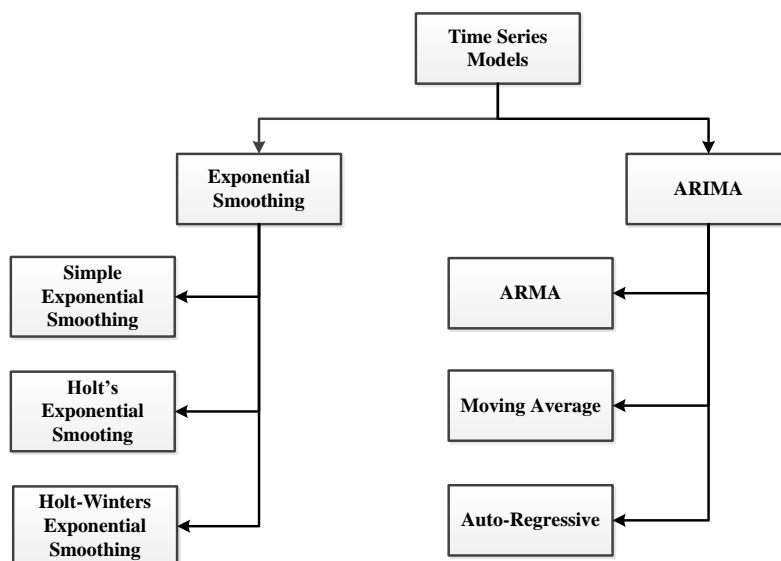 Time Series
Models
Exponential
Smoothing
ARIMA
Simple
Exponential
Smoothing
ARMA
Holt's
Exponential
Smooting
Moving Average
Holt-Winters
Exponential
Smoothing
Auto-Regressive